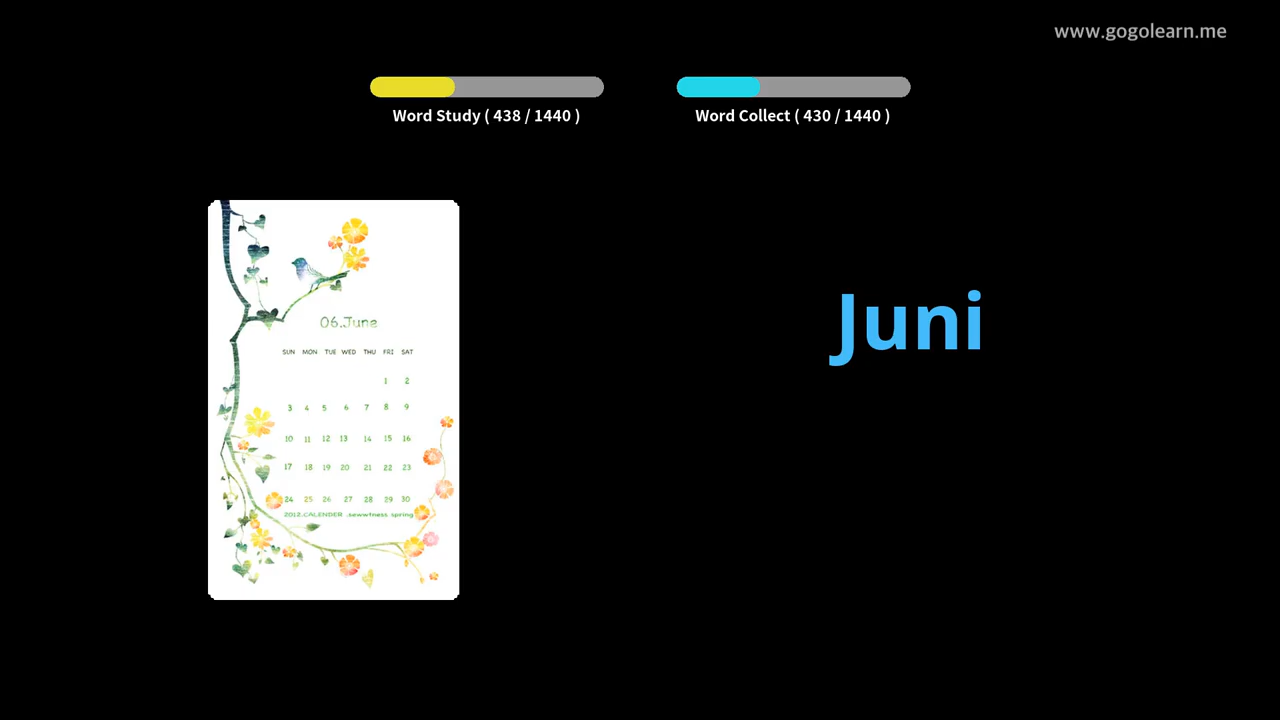 www.gogolearn.me
Word Study ( 438 / 1440 )
Word Collect ( 430 / 1440 )
06.June
SUN MON TUE WED THU FRI SAT
1 2
3 4 5 6 7 8 9
10 11 12 13 14 15 16
17 18 19 20 21 22 23
24 25 26 27 28 29 30
2012.CALENDER .sewwtness spring
Juni